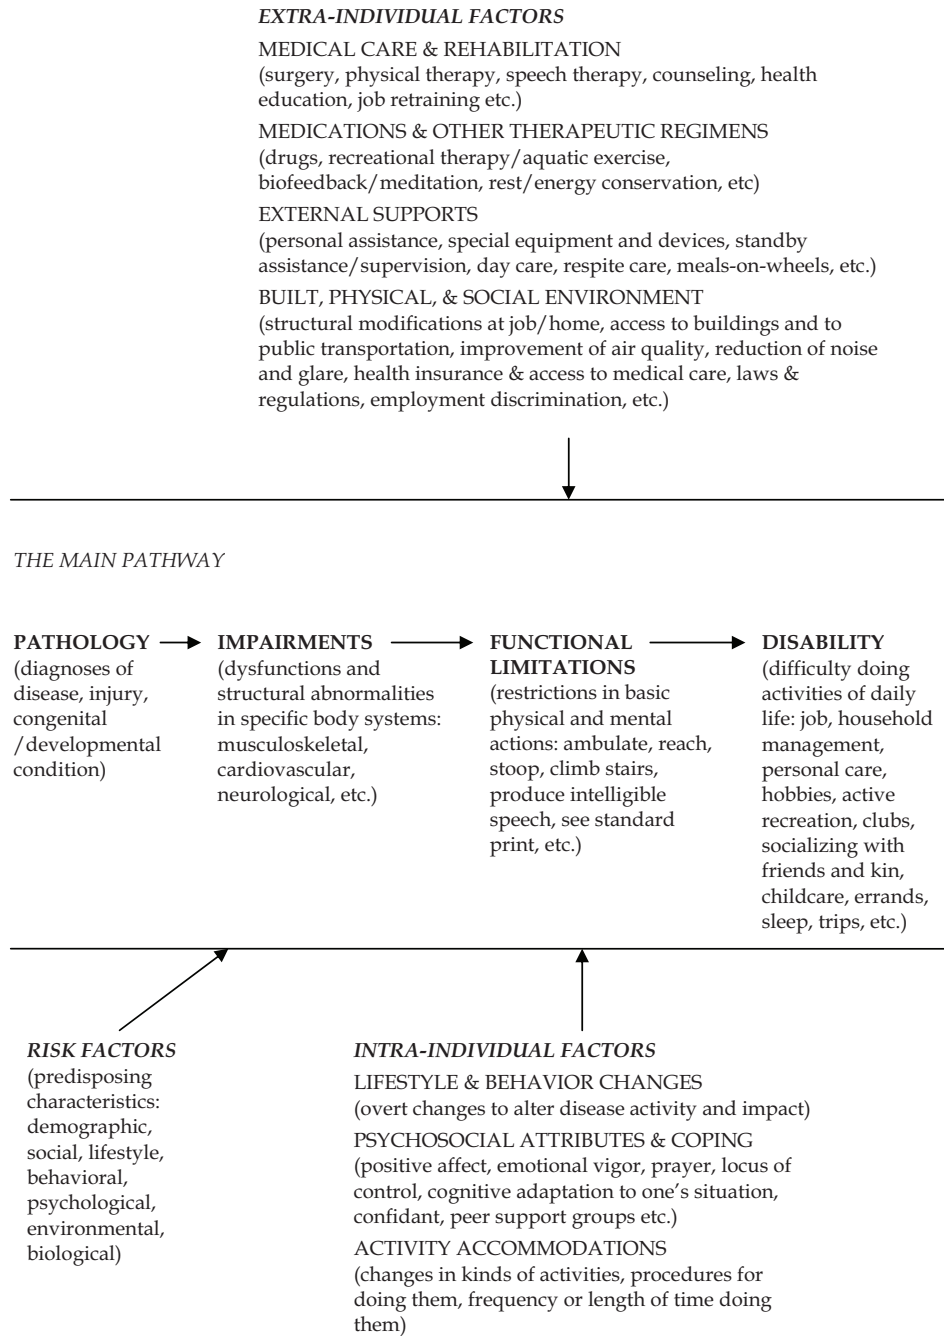 EXTRA-INDIVIDUAL FACTORS
MEDICAL CARE & REHABILITATION
(surgery, physical therapy, speech therapy, counseling, health
education, job retraining etc.)
MEDICATIONS & OTHER THERAPEUTIC REGIMENS
(drugs, recreational therapy/aquatic exercise,
biofeedback/meditation, rest/energy conservation, etc)
EXTERNAL SUPPORTS
(personal assistance, special equipment and devices, standby
assistance/supervision, day care, respite care, meals-on-wheels, etc.)
BUILT, PHYSICAL, & SOCIAL ENVIRONMENT
(structural modifications at job/home, access to buildings and to
public transportation, improvement of air quality, reduction of noise
and glare, health insurance & access to medical care, laws &
regulations, employment discrimination, etc.)
THE MAIN PATHWAY
PATHOLOGY
(diagnoses of
disease, injury,
congenital
/developmental
condition)
IMPAIRMENTS
(dysfunctions and
structural abnormalities
in specific body systems:
musculoskeletal,
cardiovascular,
neurological, etc.)
FUNCTIONAL
LIMITATIONS
(restrictions in basic
physical and mental
actions: ambulate, reach,
stoop, climb stairs,
produce intelligible
speech, see standard
print, etc.)
DISABILITY
(difficulty doing
activities of daily
life: job, household
management,
personal care,
hobbies, active
recreation, clubs,
socializing with
friends and kin,
childcare, errands,
sleep, trips, etc.)
RISK FACTORS
(predisposing
characteristics:
demographic,
social, lifestyle,
behavioral,
psychological,
environmental,
biological)
INTRA-INDIVIDUAL FACTORS
LIFESTYLE & BEHAVIOR CHANGES
(overt changes to alter disease activity and impact)
PSYCHOSOCIAL ATTRIBUTES & COPING
(positive affect, emotional vigor, prayer, locus of
control, cognitive adaptation to one's situation,
confidant, peer support groups etc.)
ACTIVITY ACCOMMODATIONS
(changes in kinds of activities, procedures for
doing them, frequency or length of time doing
them)